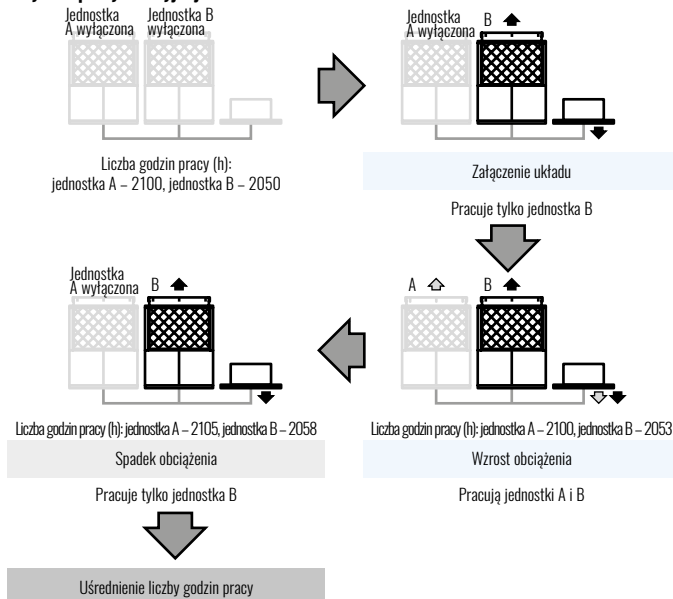 Jednostka
A wyłączona
Jednostka B
wyłączona
Liczba godzin pracy (h):
jednostka A – 2100, jednostka B – 2050
Jednostka
A wyłączona
B
Załączenie układu
Pracuje tylko jednostka B
A
B
Liczba godzin pracy (h): jednostka A – 2100, jednostka B – 2053
Wzrost obciążenia
Pracują jednostki A i B
Jednostka
A wyłączona
B
Liczba godzin pracy (h): jednostka A – 2105, jednostka B – 2058
Spadek obciążenia
Pracuje tylko jednostka B
Uśrednienie liczby godzin pracy